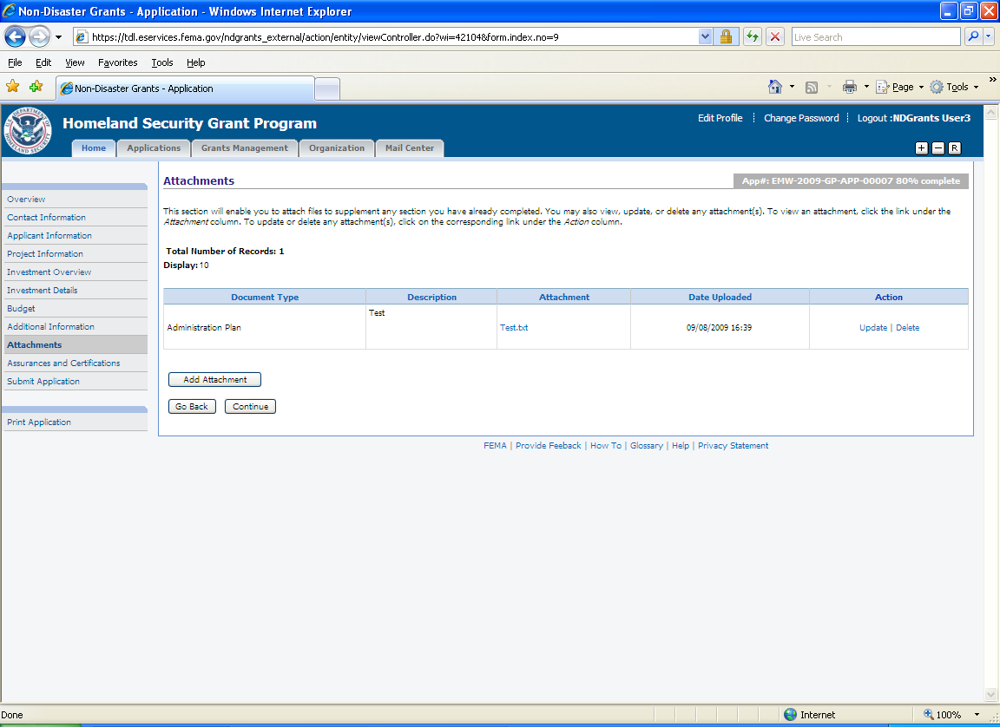 Non-Disaster Grants - Application - Windows Internet Explorer
https://tdl.eservices.fema.gov/ndgrants_external/action/entity/viewController.do?wi=42104&form.index.no=9
Live Search
File Edit View Favorites Tools Help
Non-Disaster Grants - Application
Page Tools »
Homeland Security Grant Program
Edit Profile Change Password Logout :NDGrants User3
Home Applications Grants Management Organization Mail Center
+ – R
Attachments
App#: EMW-2009-GP-APP-00007 80% complete
Overview
Contact Information
Applicant Information
Project Information
Investment Overview
Investment Details
Budget
Additional Information
Attachments
Assurances and Certifications
Submit Application
Print Application
This section will enable you to attach files to supplement any section you have already completed. You may also view, update, or delete any attachment(s). To view an attachment, click the link under the
Attachment column. To update or delete any attachment(s), click on the corresponding link under the Action column.
Total Number of Records: 1
Display: 10
Document Type Description Attachment Date Uploaded Action
Test
Administration Plan Test.txt 09/08/2009 16:39 Update | Delete
Add Attachment
Go Back Continue
FEMA | Provide Feeback | How To | Glossary | Help | Privacy Statement
Done Internet 100%